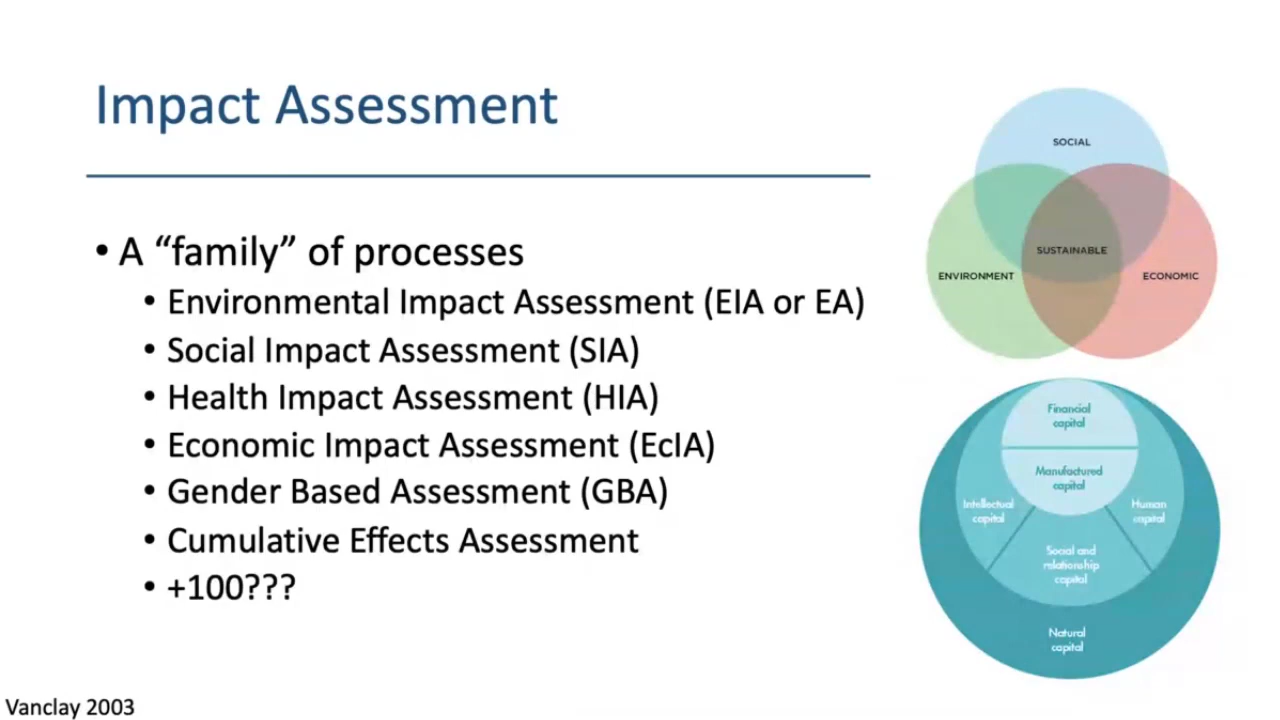 Impact Assessment
• A “family” of processes
• Environmental Impact Assessment (EIA or EA)
• Social Impact Assessment (SIA)
• Health Impact Assessment (HIA)
• Economic Impact Assessment (EcIA)
• Gender Based Assessment (GBA)
• Cumulative Effects Assessment
• +100???
Vanclay 2003
SOCIAL
SUSTAINABLE
ENVIRONMENT
ECONOMIC
Financial
capital
Manufactured
capital
Intellectual
capital
Human
capital
Social and
relationship
capital
Natural
capital